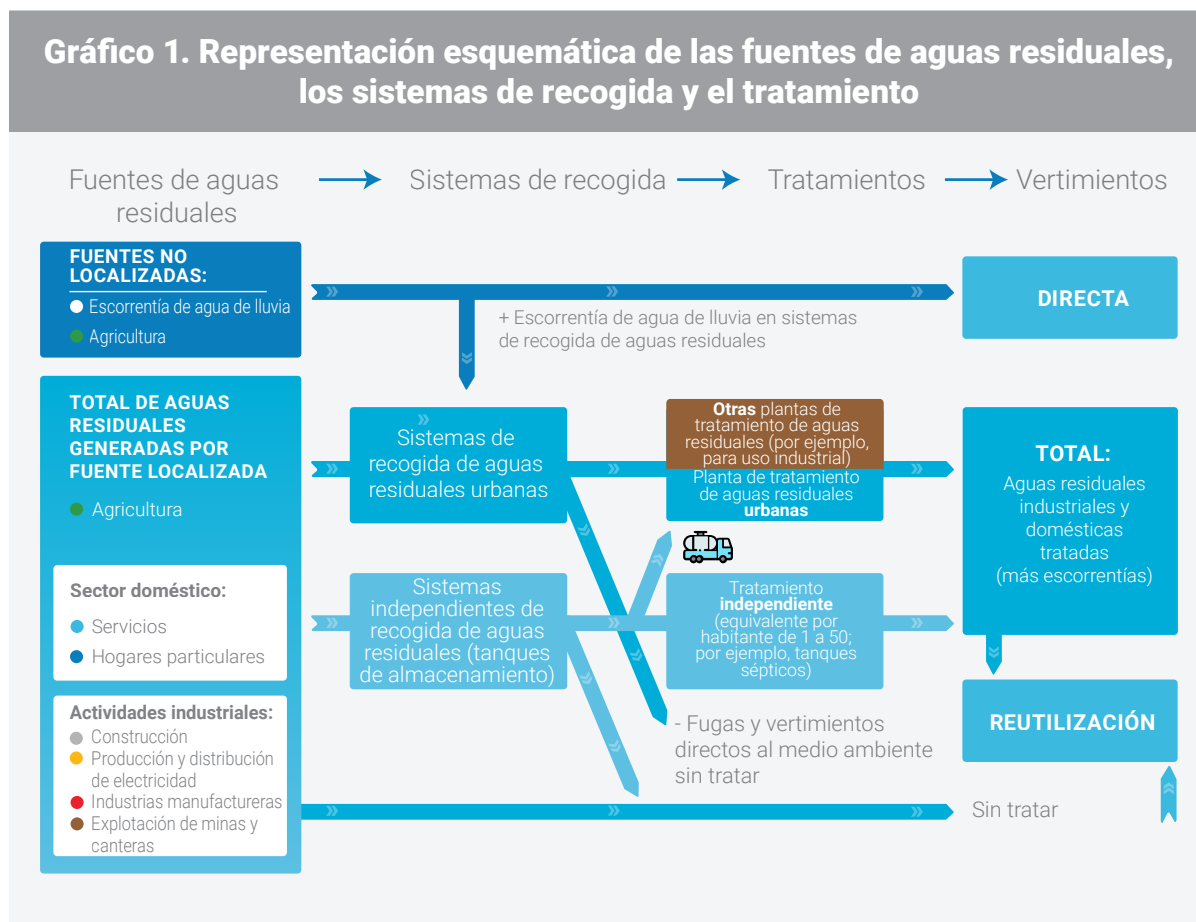 Gráfico 1. Representación esquemática de las fuentes de aguas residuales,
los sistemas de recogida y el tratamiento
Fuentes de aguas
residuales
Sistemas de recogida
Tratamientos
Vertimientos
FUENTES NO
LOCALIZADAS:
Escorrentía de agua de lluvia
Agricultura
+ Escorrentía de agua de lluvia en sistemas
de recogida de aguas residuales
DIRECTA
TOTAL DE AGUAS
RESIDUALES
GENERADAS POR
FUENTE LOCALIZADA
Agricultura
Sector doméstico:
Servicios
Hogares particulares
Actividades industriales:
Construcción
Producción y distribución
de electricidad
Industrias manufactureras
Explotación de minas y
canteras
Sistemas de
recogida de aguas
residuales urbanas
Sistemas
independientes de
recogida de aguas
residuales (tanques
de almacenamiento)
Otras plantas de
tratamiento de aguas
residuales (por ejemplo,
para uso industrial)
Planta de tratamiento
de aguas residuales
urbanas
Tratamiento
independiente
(equivalente por
habitante de 1 a 50;
por ejemplo, tanques
sépticos)
- Fugas y vertimientos
directos al medio ambiente
sin tratar
TOTAL:
Aguas residuales
industriales y
domésticas
tratadas
(más escorrentías)
REUTILIZACIÓN
Sin tratar